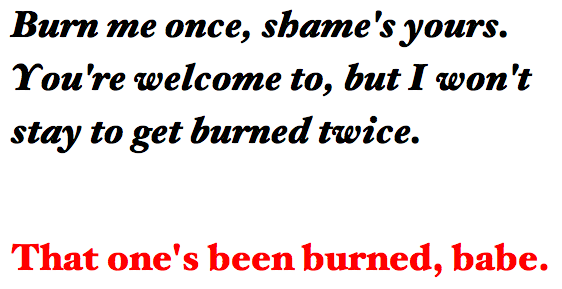 Burn me once, shame's yours.
You're welcome to, but I won't
stay to get burned twice.
That one's been burned, babe.